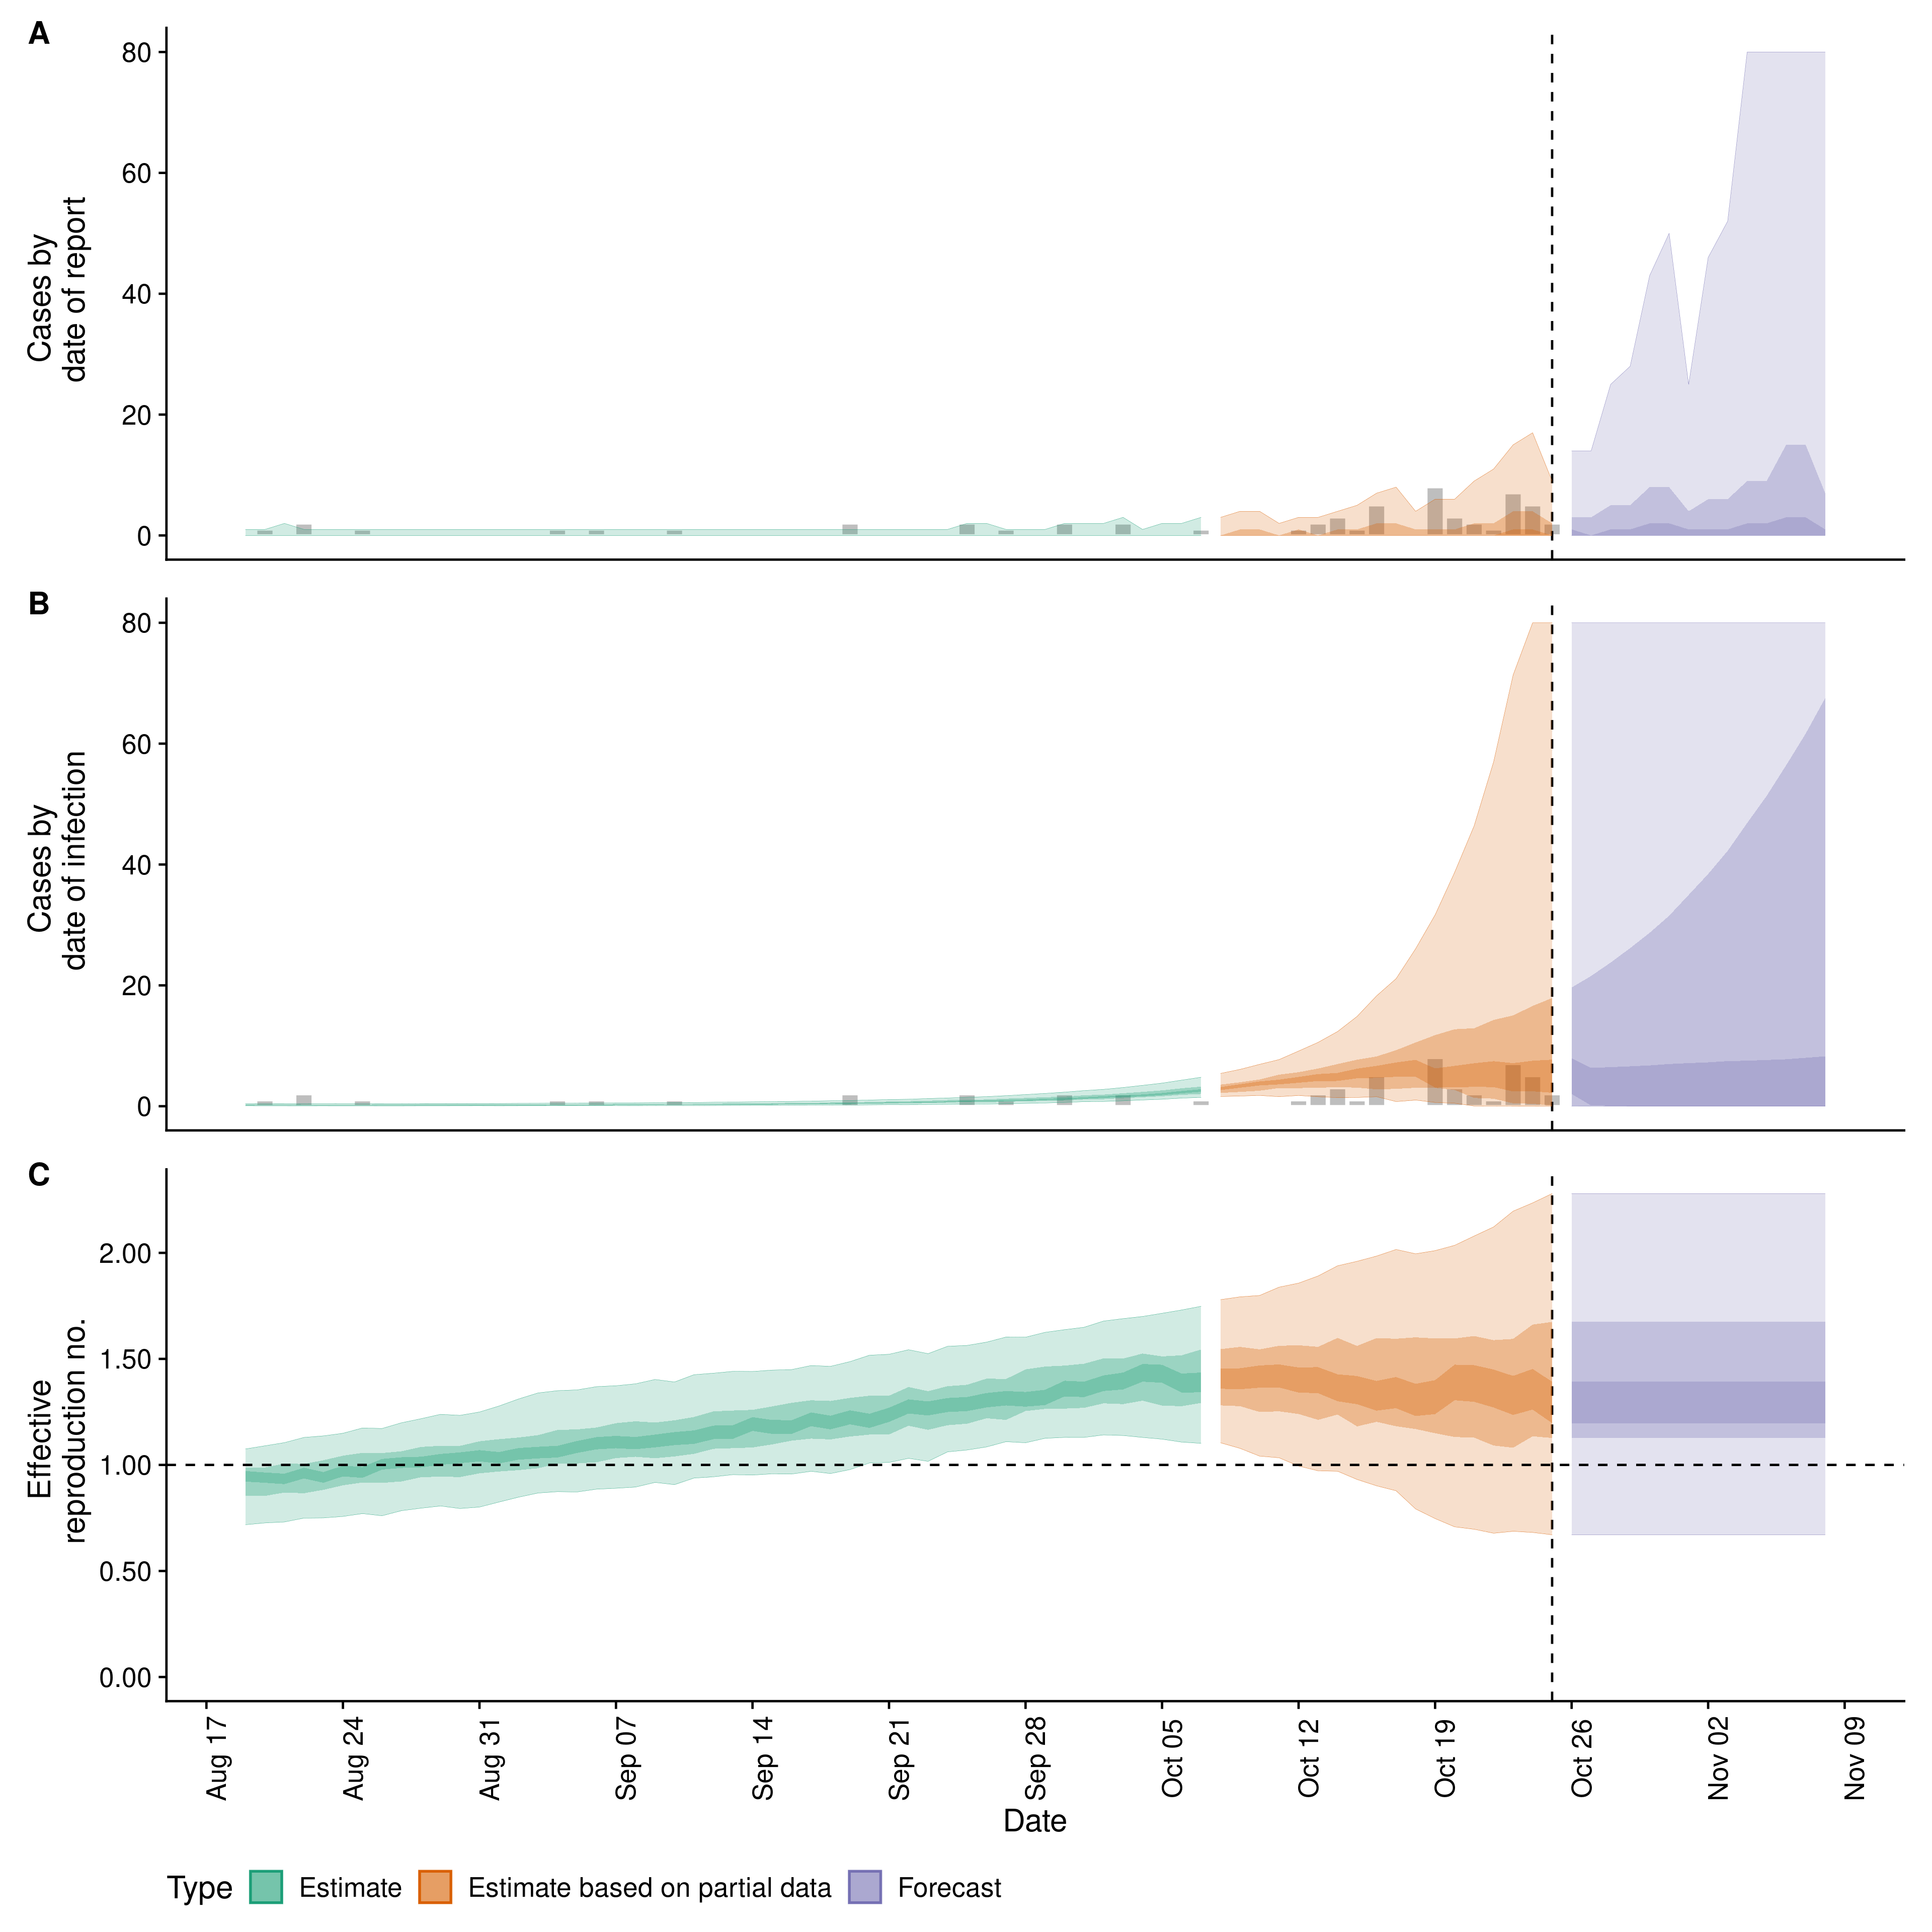 A
80
60
40
20
0
Cases by
date of report
B
80
60
40
20
0
Cases by
date of infection
C
2.00
1.50
1.00
0.50
0.00
Effective
reproduction no.
Aug 17
Aug 24
Aug 31
Sep 07
Sep 14
Sep 21
Sep 28
Oct 05
Oct 12
Oct 19
Oct 26
Nov 02
Nov 09
Date
Type Estimate Estimate based on partial data Forecast